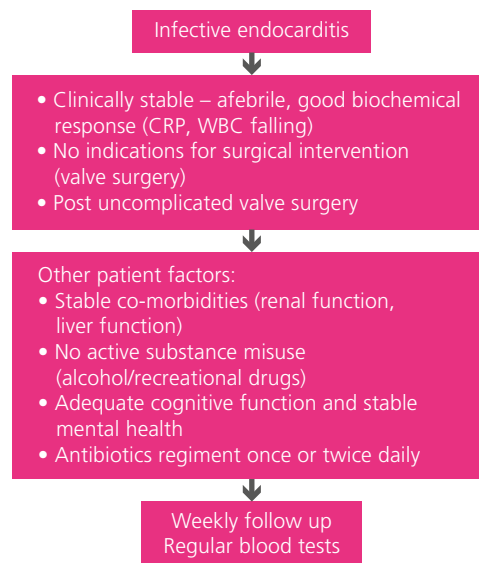 Infective endocarditis
• Clinically stable – afebrile, good biochemical
response (CRP, WBC falling)
• No indications for surgical intervention
(valve surgery)
• Post uncomplicated valve surgery
Other patient factors:
• Stable co-morbidities (renal function,
liver function)
• No active substance misuse
(alcohol/recreational drugs)
• Adequate cognitive function and stable
mental health
• Antibiotics regiment once or twice daily
Weekly follow up
Regular blood tests